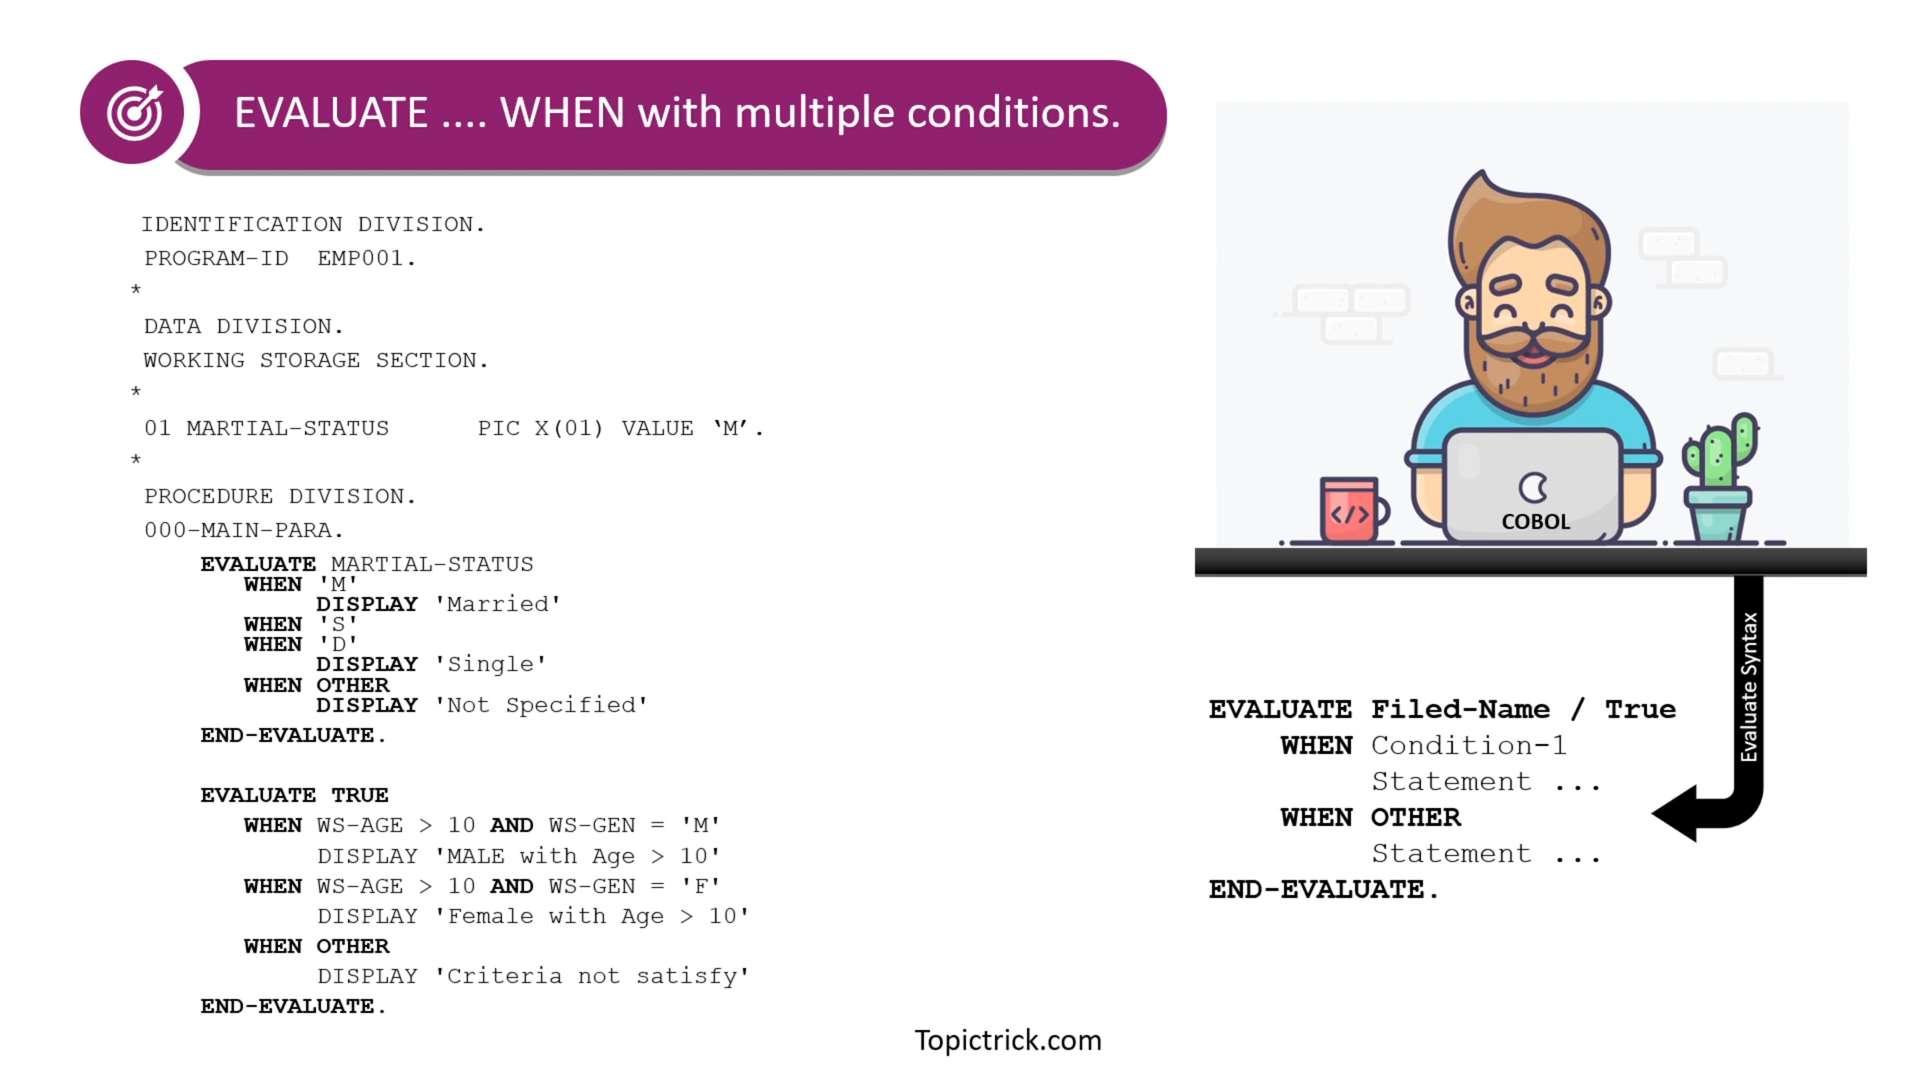 EVALUATE .... WHEN with multiple conditions.
IDENTIFICATION DIVISION.
PROGRAM-ID  EMP001.
*
DATA DIVISION.
WORKING STORAGE SECTION.
*
01 MARTIAL-STATUS      PIC X(01) VALUE ‘M’.
*
PROCEDURE DIVISION.
000-MAIN-PARA.
EVALUATE MARTIAL-STATUS
WHEN 'M'
DISPLAY 'Married'
WHEN 'S'
WHEN 'D'
DISPLAY 'Single'
WHEN OTHER
DISPLAY 'Not Specified'
END-EVALUATE.
EVALUATE TRUE
WHEN WS-AGE > 10 AND WS-GEN = 'M'
DISPLAY 'MALE with Age > 10'
WHEN WS-AGE > 10 AND WS-GEN = 'F'
DISPLAY 'Female with Age > 10'
WHEN OTHER
DISPLAY 'Criteria not satisfy'
END-EVALUATE.
</>
COBOL
Evaluate Syntax
EVALUATE Filed-Name / True
WHEN Condition-1
Statement ...
WHEN OTHER
Statement ...
END-EVALUATE.
Topictrick.com